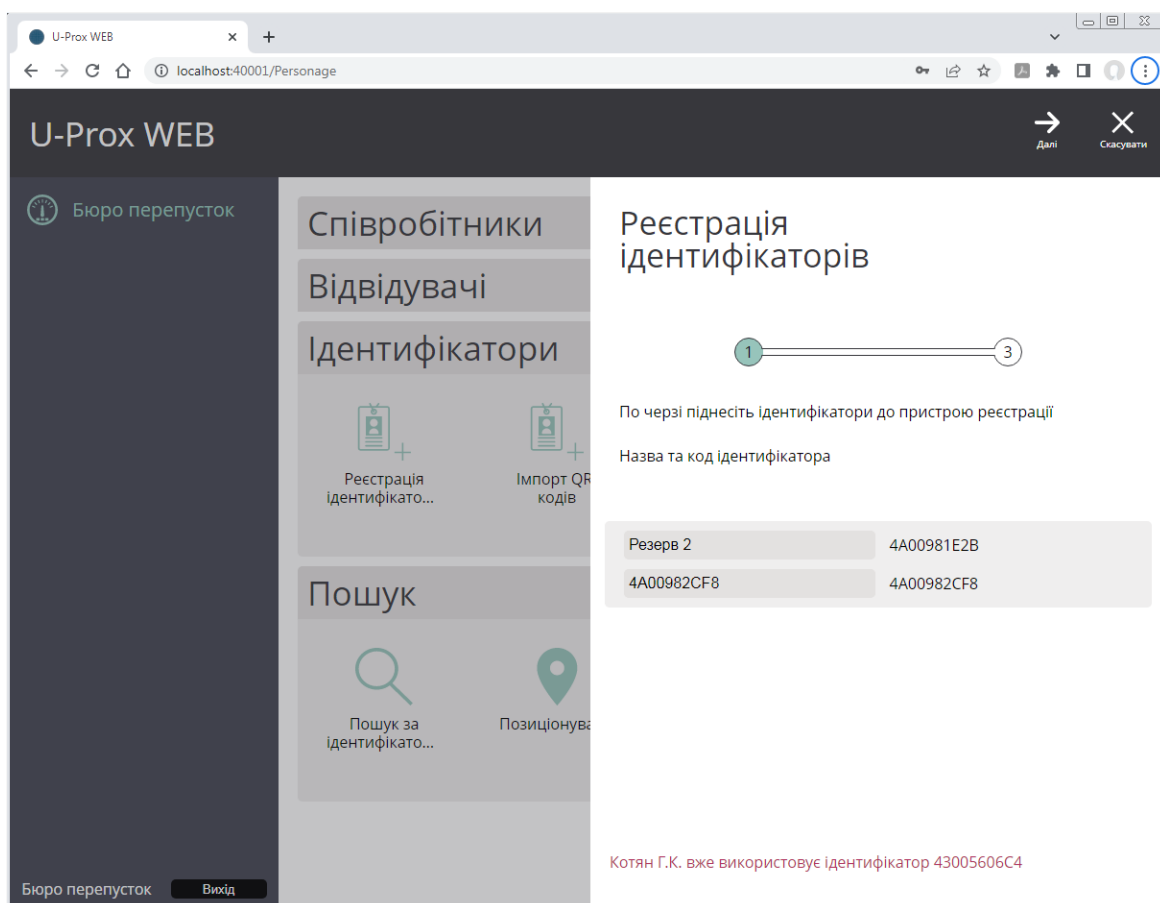 U-Prox WEB
localhost:40001/Personage
U-Prox WEB
Далі
Скасувати
Бюро перепусток
Співробітники
Відвідувачі
Ідентифікатори
Реєстрація
ідентифікато...
Імпорт QR
кодів
Пошук
Пошук за
ідентифікато...
Позиціонува
Реєстрація
ідентифікаторів
1
3
По черзі піднесіть ідентифікатори до пристрою реєстрації
Назва та код ідентифікатора
Резерв 2 4A00981E2B
4A00982CF8 4A00982CF8
Котян Г.К. вже використовує ідентифікатор 43005606C4
Бюро перепусток Вихід